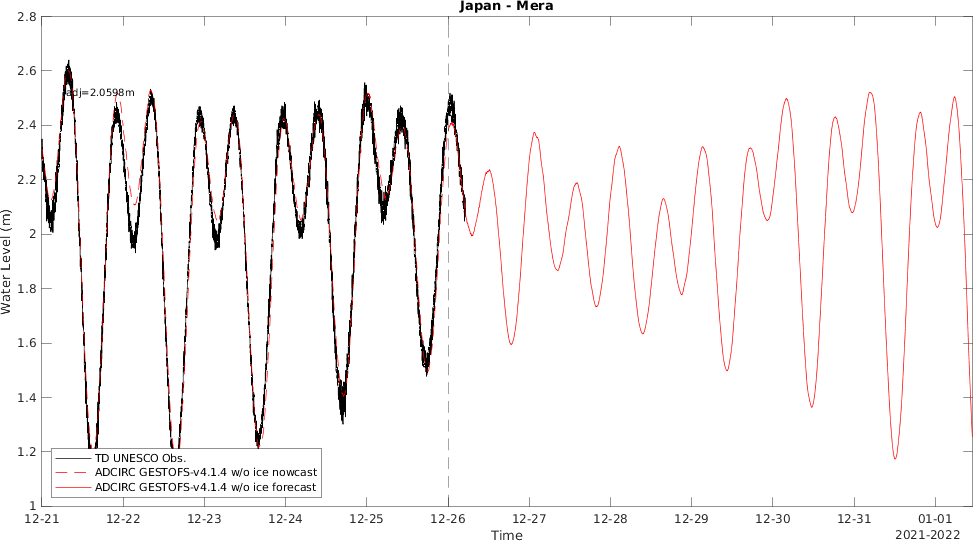 Japan - Mera
2.8
2.6
2.4
2.2
2
1.8
1.6
1.4
1.2
1
Water Level (m)
adj=2.0598m
TD UNESCO Obs.
ADCIRC GESTOFS-v4.1.4 w/o ice nowcast
ADCIRC GESTOFS-v4.1.4 w/o ice forecast
12-21 12-22 12-23 12-24 12-25 12-26 12-27 12-28 12-29 12-30 12-31 01-01
Time
2021-2022